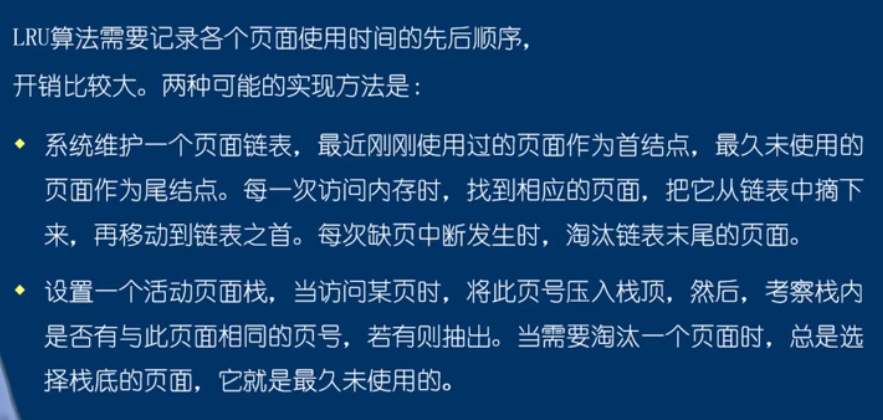 LRU算法需要记录各个页面使用时间的先后顺序，
开销比较大。两种可能的实现方法是：
系统维护一个页面链表，最近刚刚使用过的页面作为首结点，最久未使用的
页面作为尾结点。每一次访问内存时，找到相应的页面，把它从链表中摘下
来，再移动到链表之首。每次缺页中断发生时，淘汰链表末尾的页面。
设置一个活动页面栈，当访问某页时，将此页号压入栈顶，然后，考察栈内
是否有与此页面相同的页号，若有则抽出。当需要淘汰一个页面时，总是选
择栈底的页面，它就是最久未使用的。